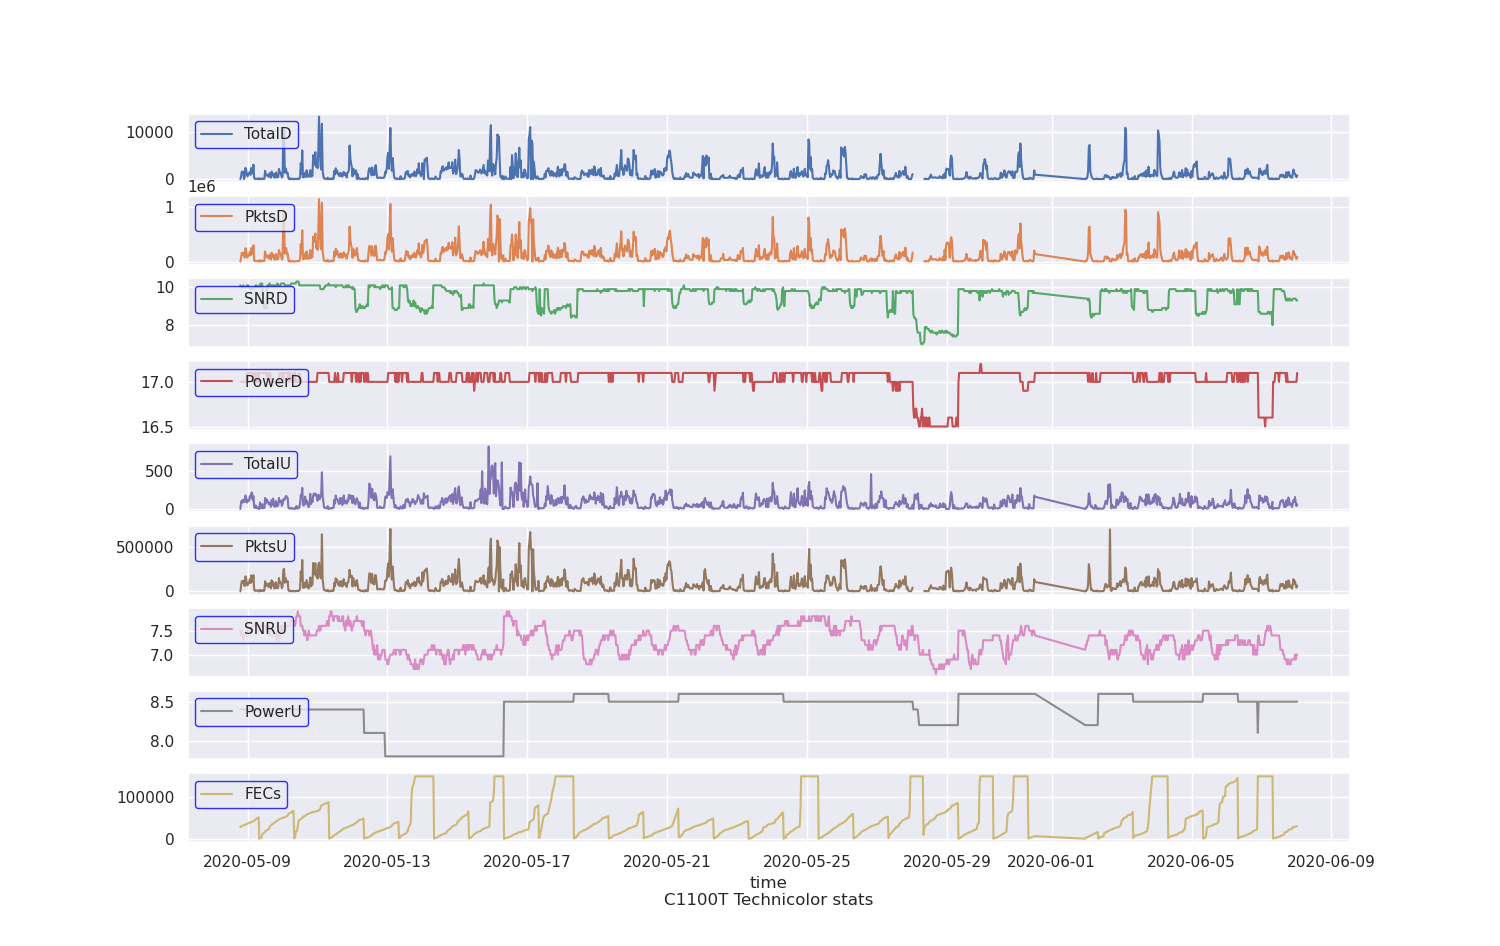 10000
TotalD
0
1e6
1
PktsD
0
10
SNRD
8
17.0
PowerD
16.5
TotalU
500
0
500000
PktsU
0
7.5
SNRU
7.0
8.5
PowerU
8.0
100000
FECs
0
2020-05-09 2020-05-13 2020-05-17 2020-05-21 2020-05-25 2020-05-29 2020-06-01 2020-06-05 2020-06-09
time
C1100T Technicolor stats